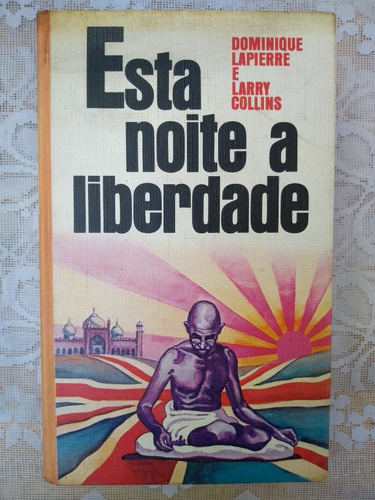 Esta
noite a
liberdade
DOMINIQUE
LAPIERRE
E
LARRY
COLLINS